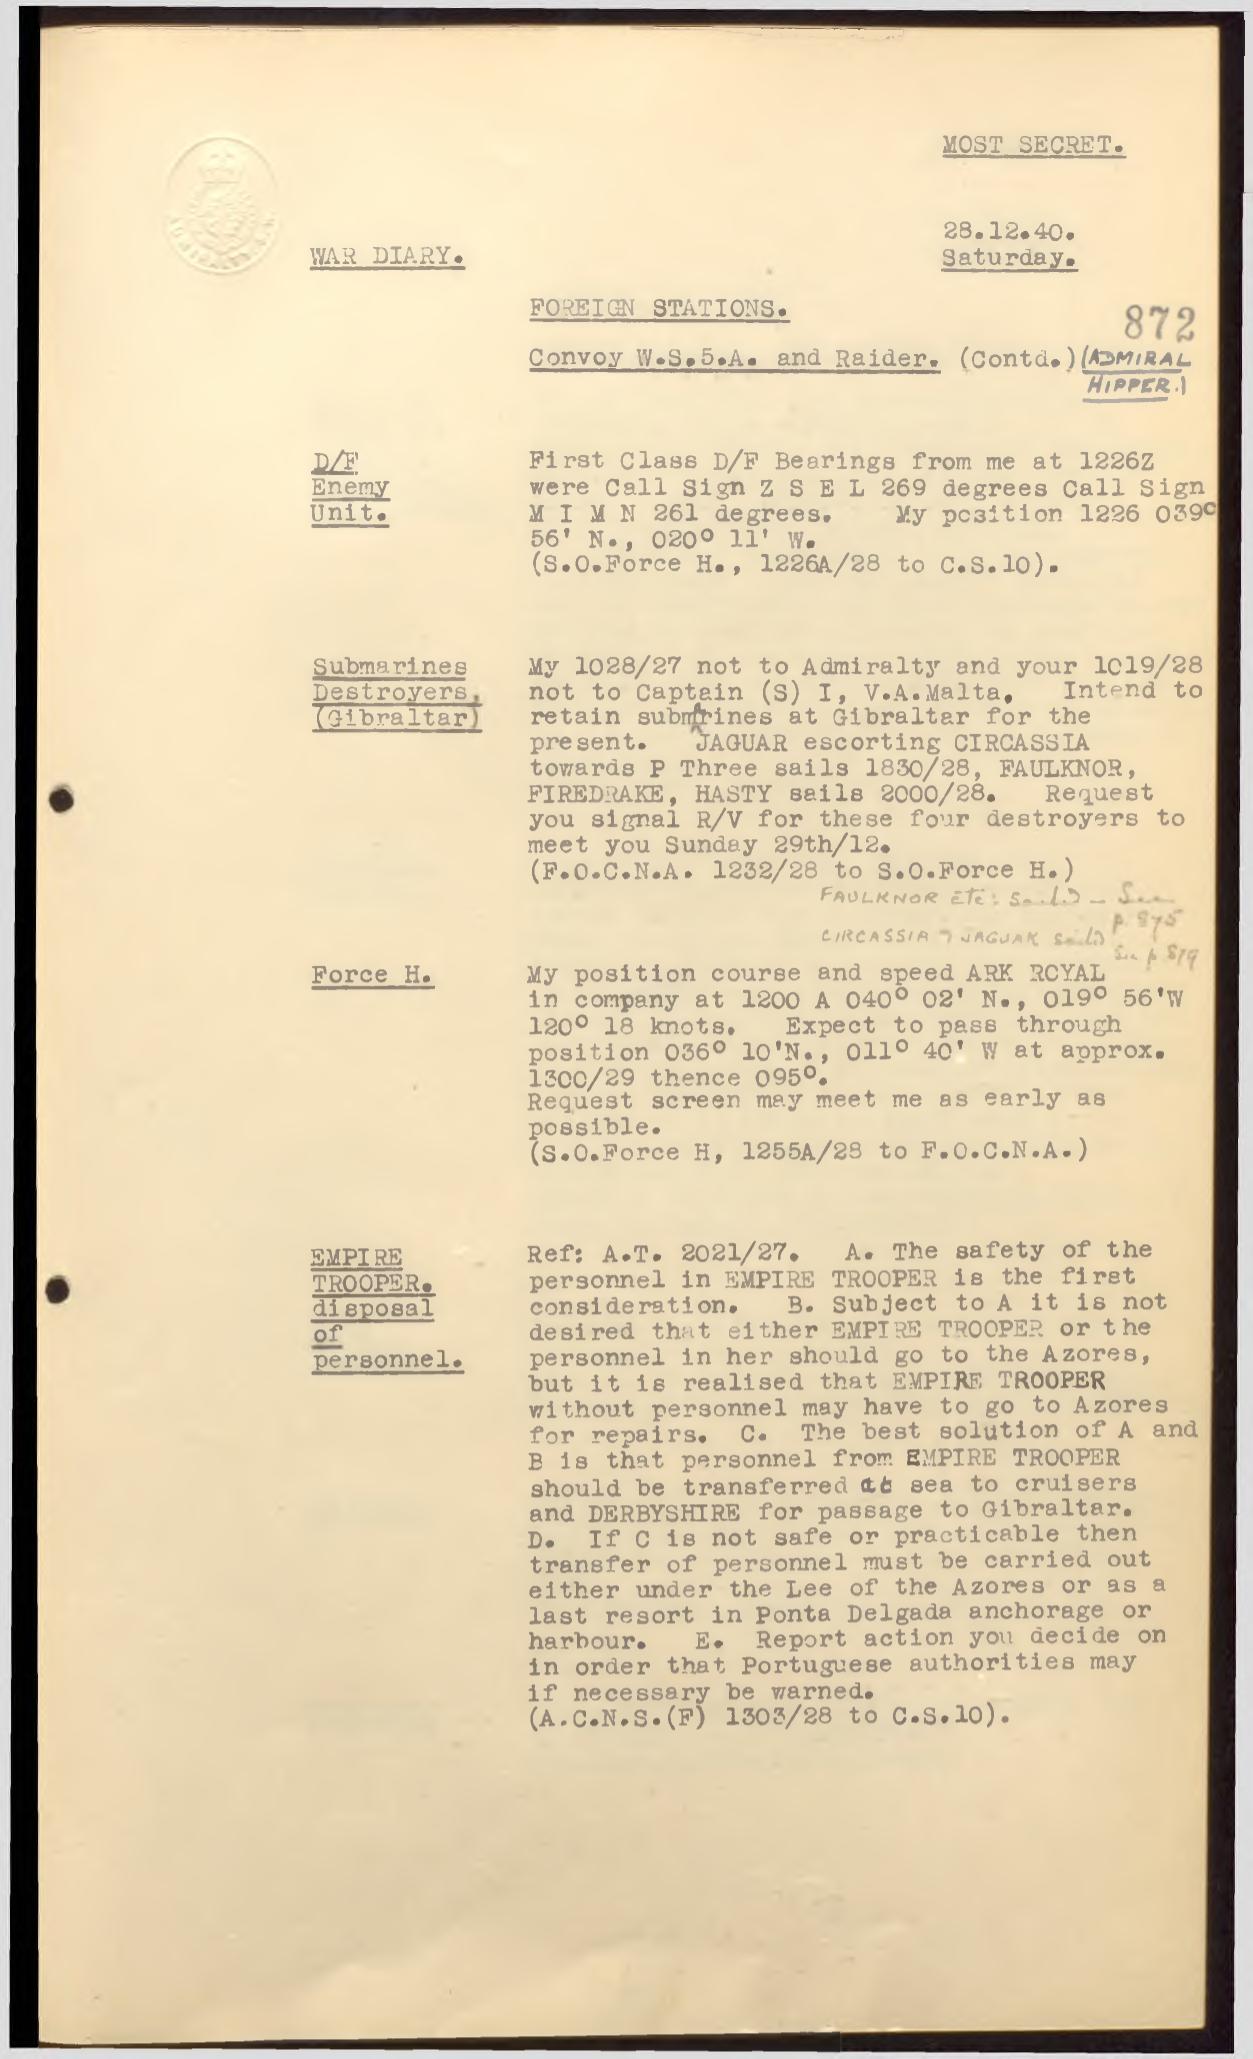 MOST SECRET.
28.12.40.
Saturday.
WAR DIARY.
FOREIGN STATIONS.
872
Convoy W.S.5.A. and Raider. (Contd.) (ADMIRAL
HIPPER.)
D/F
Enemy
Unit.
First Class D/F Bearings from me at 1226Z
were Call Sign Z S E L 269 degrees Call Sign
M I M N 261 degrees. My position 1226 039°
56' N., 020° 11' W.
(S.O.Force H., 1226A/28 to C.S.10).
Submarines
Destroyers.
(Gibraltar)
My 1028/27 not to Admiralty and your 1019/28
not to Captain (S) I, V.A.Malta. Intend to
retain submarines at Gibraltar for the
present. JAGUAR escorting CIRCASSIA
towards P Three sails 1830/28, FAULKNOR,
FIREDRAKE, HASTY sails 2000/28. Request
you signal R/V for these four destroyers to
meet you Sunday 29th/12.
(F.O.C.N.A. 1232/28 to S.O.Force H.)
FAULKNOR etc: sailed - See
p. 875
CIRCASSIA & JAGUAR sailed
See p 879
Force H.
My position course and speed ARK ROYAL
in company at 1200 A 040° 02' N., 019° 56'W
120° 18 knots. Expect to pass through
position 036° 10'N., 011° 40' W at approx.
1300/29 thence 095°.
Request screen may meet me as early as
possible.
(S.O.Force H, 1255A/28 to F.O.C.N.A.)
EMPIRE
TROOPER.
disposal
of
personnel.
Ref: A.T. 2021/27. A. The safety of the
personnel in EMPIRE TROOPER is the first
consideration. B. Subject to A it is not
desired that either EMPIRE TROOPER or the
personnel in her should go to the Azores,
but it is realised that EMPIRE TROOPER
without personnel may have to go to Azores
for repairs. C. The best solution of A and
B is that personnel from EMPIRE TROOPER
should be transferred at sea to cruisers
and DERBYSHIRE for passage to Gibraltar.
D. If C is not safe or practicable then
transfer of personnel must be carried out
either under the Lee of the Azores or as a
last resort in Ponta Delgada anchorage or
harbour. E. Report action you decide on
in order that Portuguese authorities may
if necessary be warned.
(A.C.N.S.(F) 1303/28 to C.S.10).